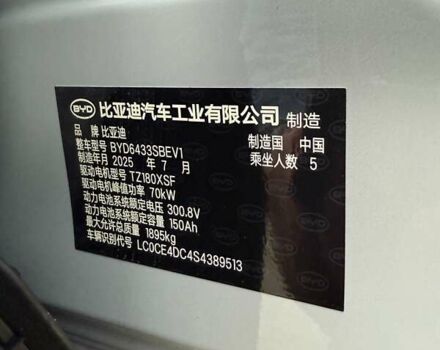 BYD 比亚迪汽车工业有限公司 制造
品 牌 比亚迪
制造国 中国
整车型号 BYD6433SBEV1
乘坐人数 5
制造年月 2025 年 7 月
驱动电机型号 TZ180XSF
驱动电机峰值功率 70kW
动力电池系统额定电压 300.8V
动力电池系统额定容量 150Ah
最大允许总质量 1895kg
车辆识别代号 LC0CE4DC4S4389513